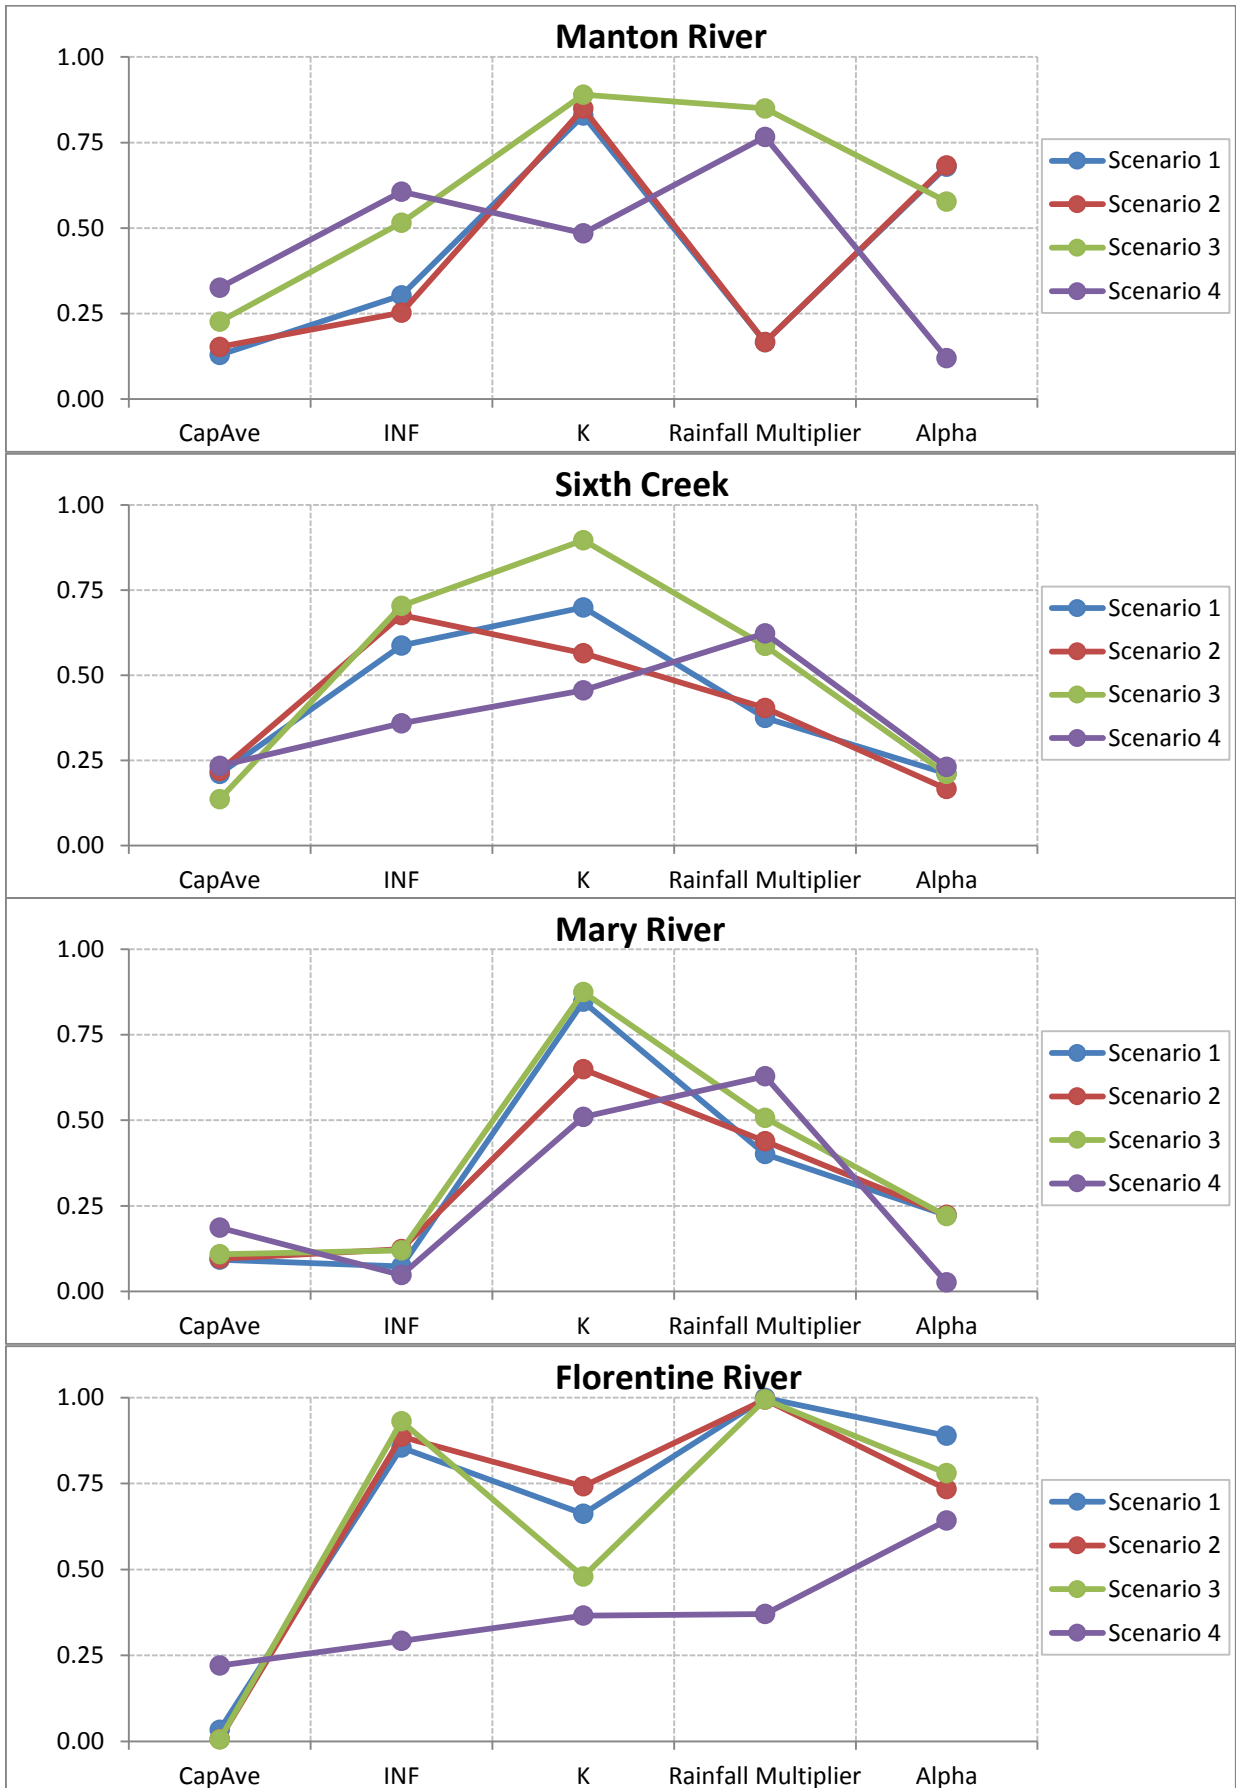 Manton River
1.00
0.75
0.50
0.25
0.00
CapAve INF K Rainfall Multiplier Alpha
Scenario 1
Scenario 2
Scenario 3
Scenario 4
Sixth Creek
1.00
0.75
0.50
0.25
0.00
CapAve INF K Rainfall Multiplier Alpha
Scenario 1
Scenario 2
Scenario 3
Scenario 4
Mary River
1.00
0.75
0.50
0.25
0.00
CapAve INF K Rainfall Multiplier Alpha
Scenario 1
Scenario 2
Scenario 3
Scenario 4
Florentine River
1.00
0.75
0.50
0.25
0.00
CapAve INF K Rainfall Multiplier Alpha
Scenario 1
Scenario 2
Scenario 3
Scenario 4